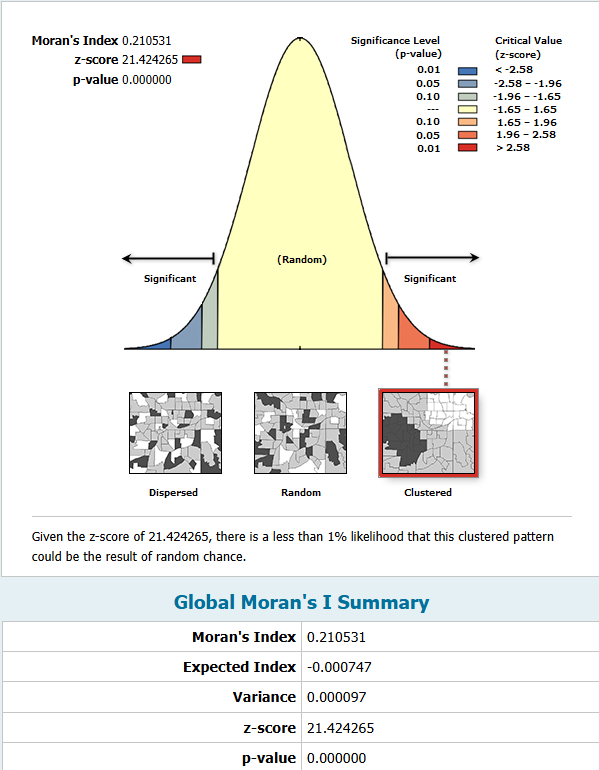 Moran's Index 0.210531
z-score 21.424265
p-value 0.000000
Significance Level
(p-value)
Critical Value
(z-score)
0.01 < -2.58
0.05 -2.58 – -1.96
0.10 -1.96 – -1.65
--- -1.65 – 1.65
0.10 1.65 – 1.96
0.05 1.96 – 2.58
0.01 > 2.58
(Random)
Significant
Significant
Dispersed
Random
Clustered
Given the z-score of 21.424265, there is a less than 1% likelihood that this clustered pattern
could be the result of random chance.
Global Moran's I Summary
Moran's Index 0.210531
Expected Index -0.000747
Variance 0.000097
z-score 21.424265
p-value 0.000000